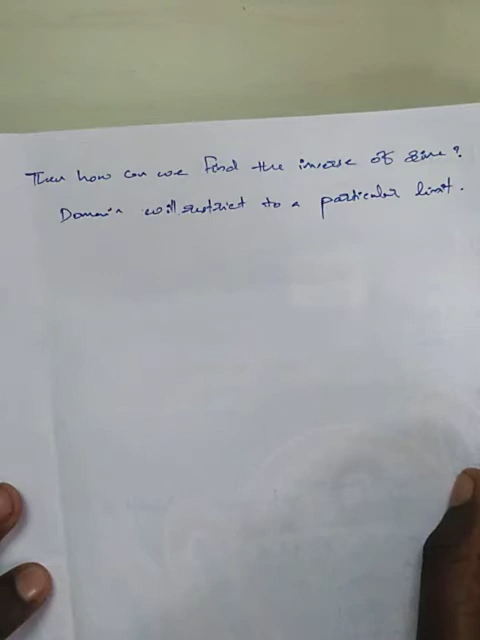 Then how can we find the inverse of sine?
Domain will restrict to a particular limit.